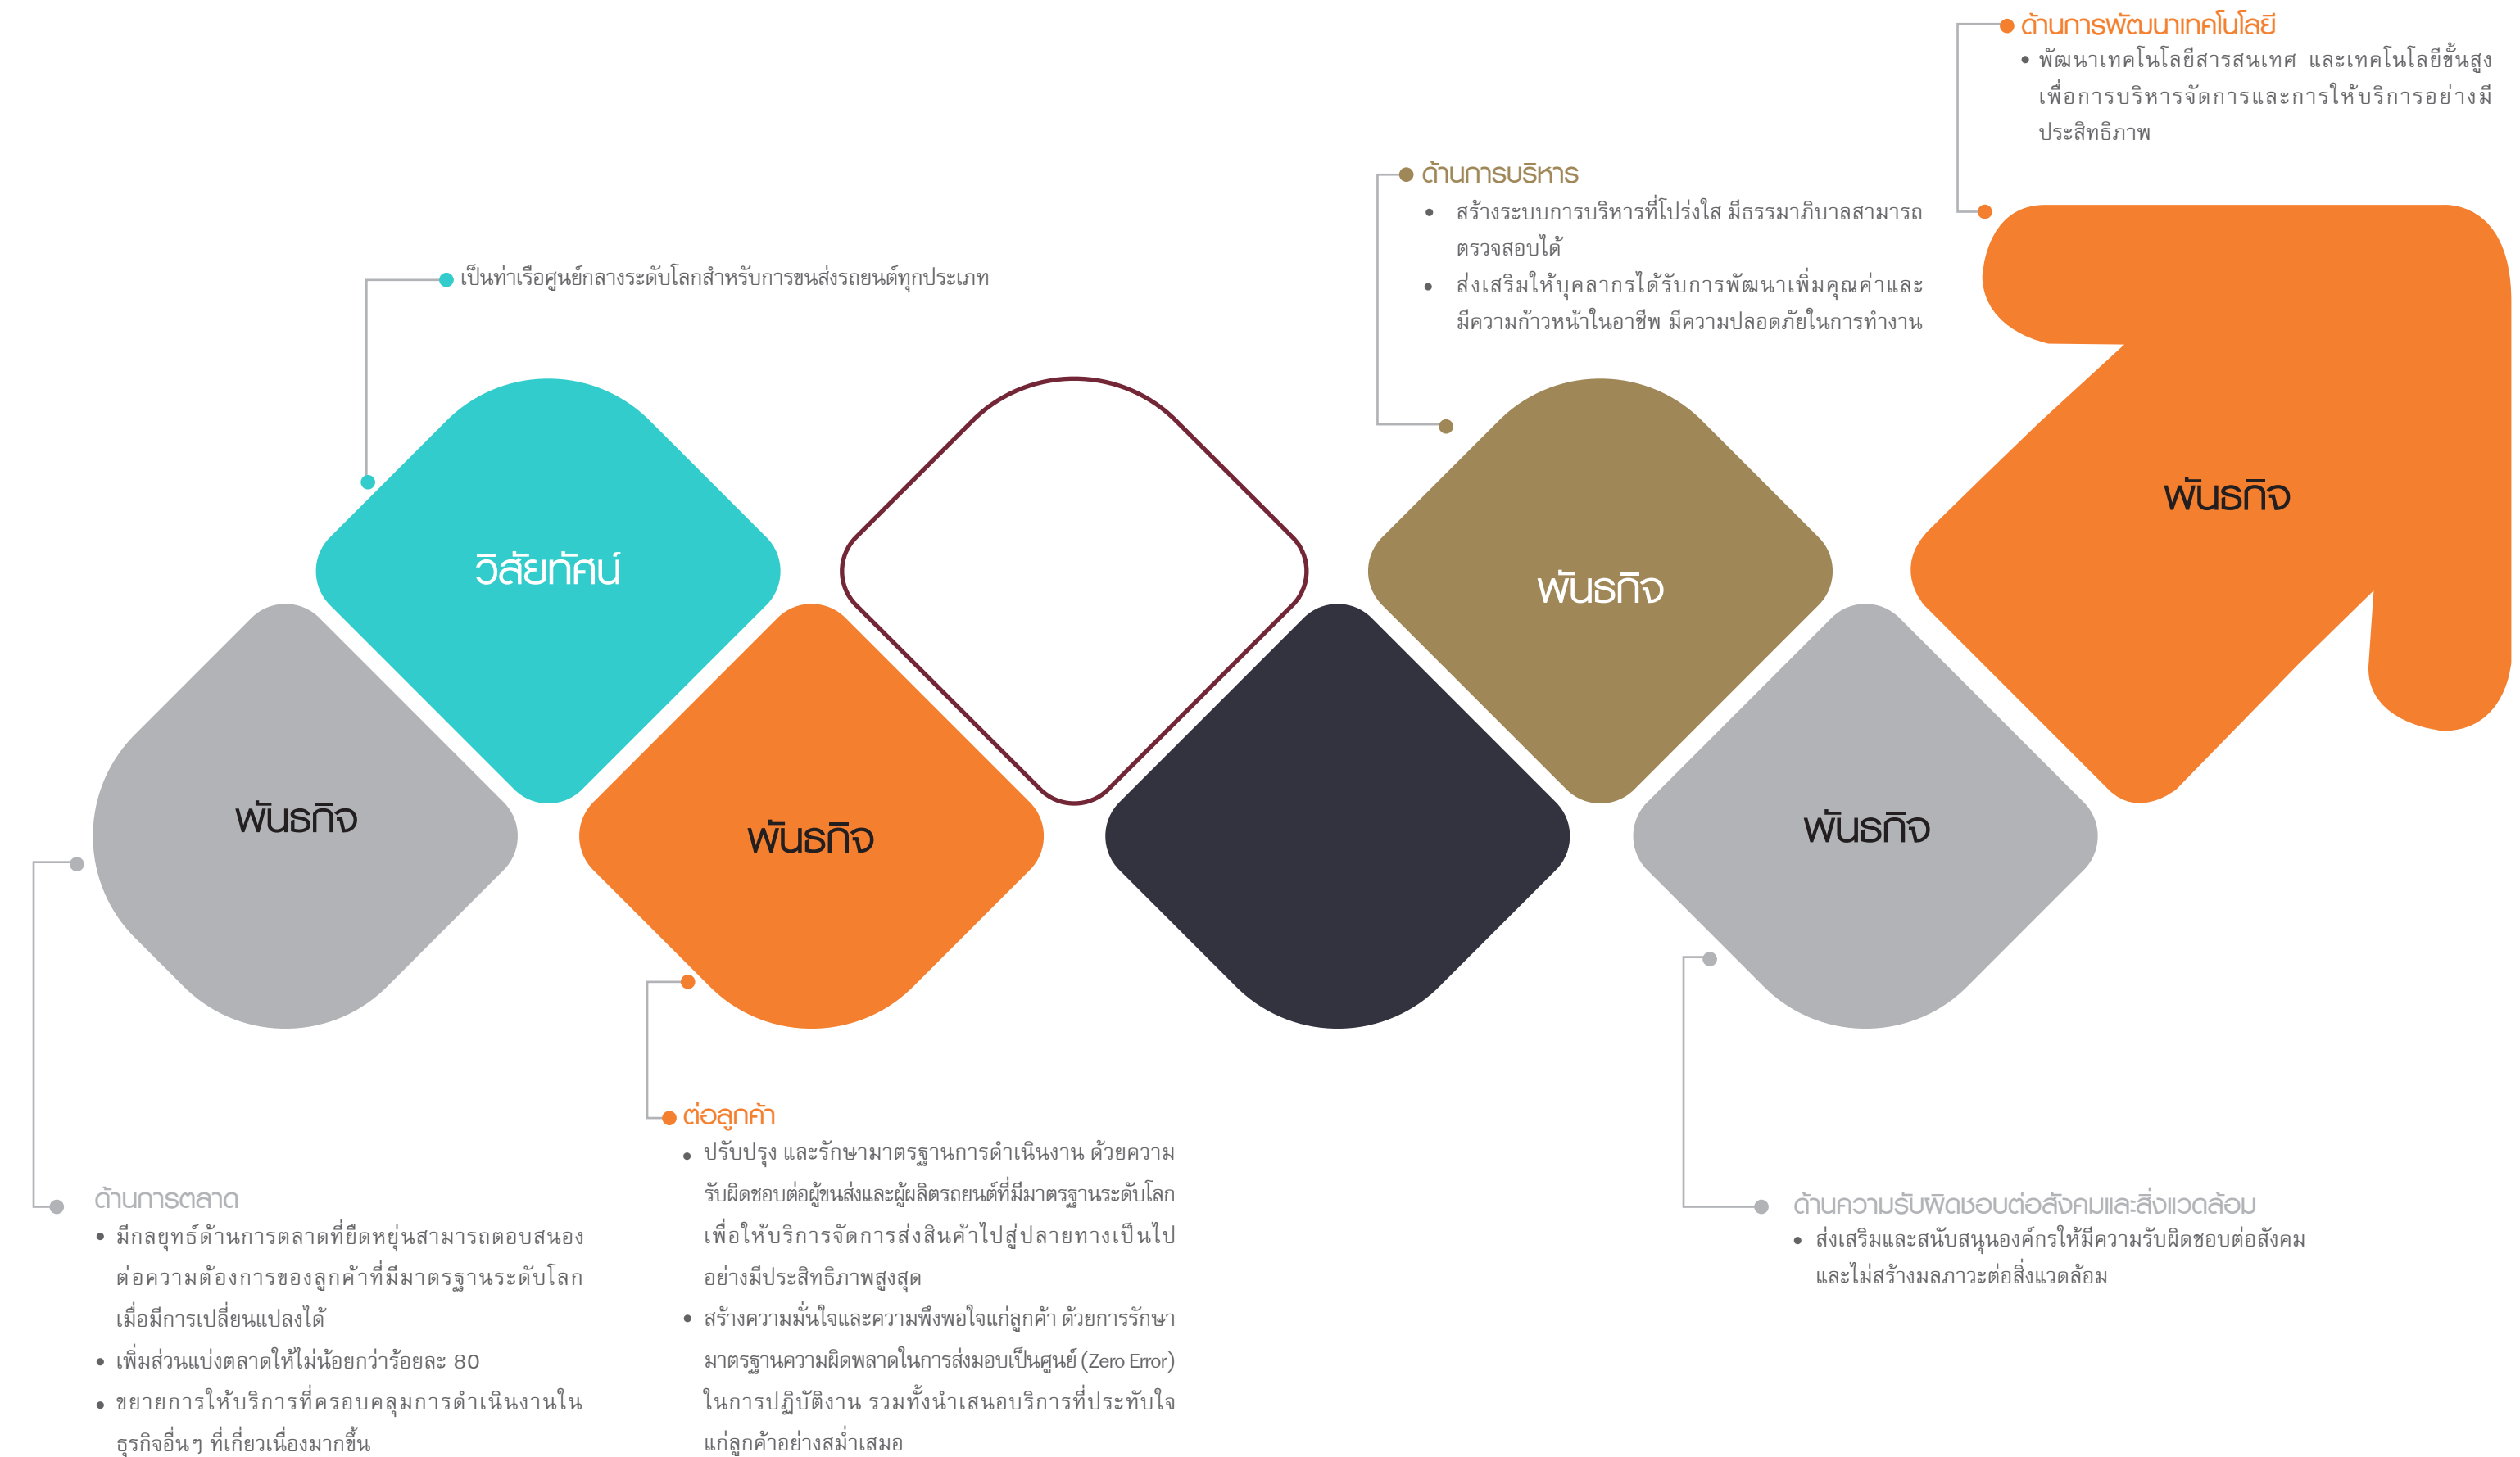 ด้านการพัฒนาเทคโนโลยี
• พัฒนาเทคโนโลยีสารสนเทศ และเทคโนโลยีขั้นสูง
เพื่อการบริหารจัดการและการให้บริการอย่างมี
ประสิทธิภาพ
ด้านการบริหาร
• สร้างระบบการบริหารที่โปร่งใส มีธรรมาภิบาลสามารถ
ตรวจสอบได้
• ส่งเสริมให้บุคลากรได้รับการพัฒนาเพิ่มคุณค่าและ
มีความก้าวหน้าในอาชีพ มีความปลอดภัยในการทำงาน
เป็นท่าเรือศูนย์กลางระดับโลกสำหรับการขนส่งรถยนต์ทุกประเภท
วิสัยทัศน์
พันธกิจ
พันธกิจ
พันธกิจ
พันธกิจ
พันธกิจ
ด้านการตลาด
• มีกลยุทธ์ด้านการตลาดที่ยืดหยุ่นสามารถตอบสนอง
ต่อความต้องการของลูกค้าที่มีมาตรฐานระดับโลก
เมื่อมีการเปลี่ยนแปลงได้
• เพิ่มส่วนแบ่งตลาดให้ไม่น้อยกว่าร้อยละ 80
• ขยายการให้บริการที่ครอบคลุมการดำเนินงานใน
ธุรกิจอื่นๆ ที่เกี่ยวเนื่องมากขึ้น
ต่อลูกค้า
• ปรับปรุง และรักษามาตรฐานการดำเนินงาน ด้วยความ
รับผิดชอบต่อผู้ขนส่งและผู้ผลิตรถยนต์ที่มีมาตรฐานระดับโลก
เพื่อให้บริการจัดการส่งสินค้าไปสู่ปลายทางเป็นไป
อย่างมีประสิทธิภาพสูงสุด
• สร้างความมั่นใจและความพึงพอใจแก่ลูกค้า ด้วยการรักษา
มาตรฐานความผิดพลาดในการส่งมอบเป็นศูนย์ (Zero Error)
ในการปฏิบัติงาน รวมทั้งนำเสนอบริการที่ประทับใจ
แก่ลูกค้าอย่างสม่ำเสมอ
ด้านความรับผิดชอบต่อสังคมและสิ่งแวดล้อม
• ส่งเสริมและสนับสนุนองค์กรให้มีความรับผิดชอบต่อสังคม
และไม่สร้างมลภาวะต่อสิ่งแวดล้อม